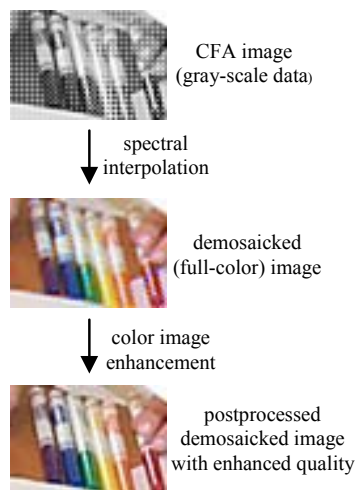 CFA image
(gray-scale data)
spectral
interpolation
demosaicked
(full-color) image
color image
enhancement
postprocessed
demosaicked image
with enhanced quality